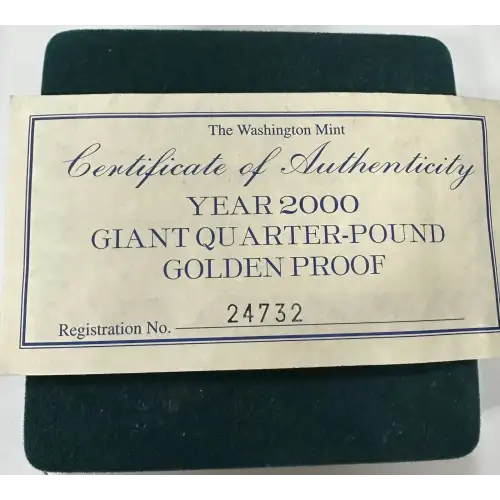 The Washington Mint
Certificate of Authenticity
YEAR 2000
GIANT QUARTER-POUND
GOLDEN PROOF
Registration No. 24732